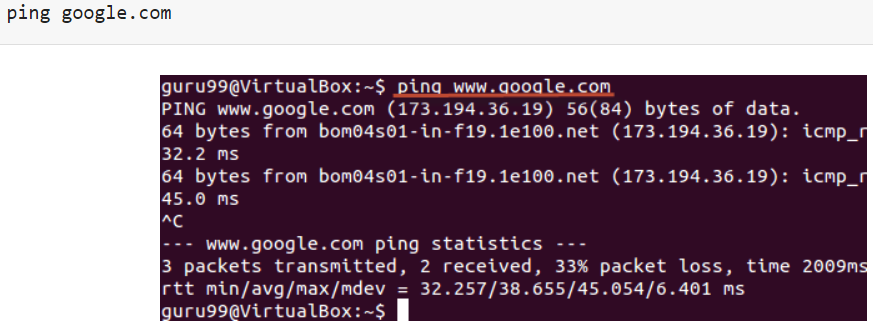 ping google.com
guru99@VirtualBox:~$ ping www.google.com
PING www.google.com (173.194.36.19) 56(84) bytes of data.
64 bytes from bom04s01-in-f19.1e100.net (173.194.36.19): icmp_r
32.2 ms
64 bytes from bom04s01-in-f19.1e100.net (173.194.36.19): icmp_r
45.0 ms
^C
--- www.google.com ping statistics ---
3 packets transmitted, 2 received, 33% packet loss, time 2009ms
rtt min/avg/max/mdev = 32.257/38.655/45.054/6.401 ms
guru99@VirtualBox:~$